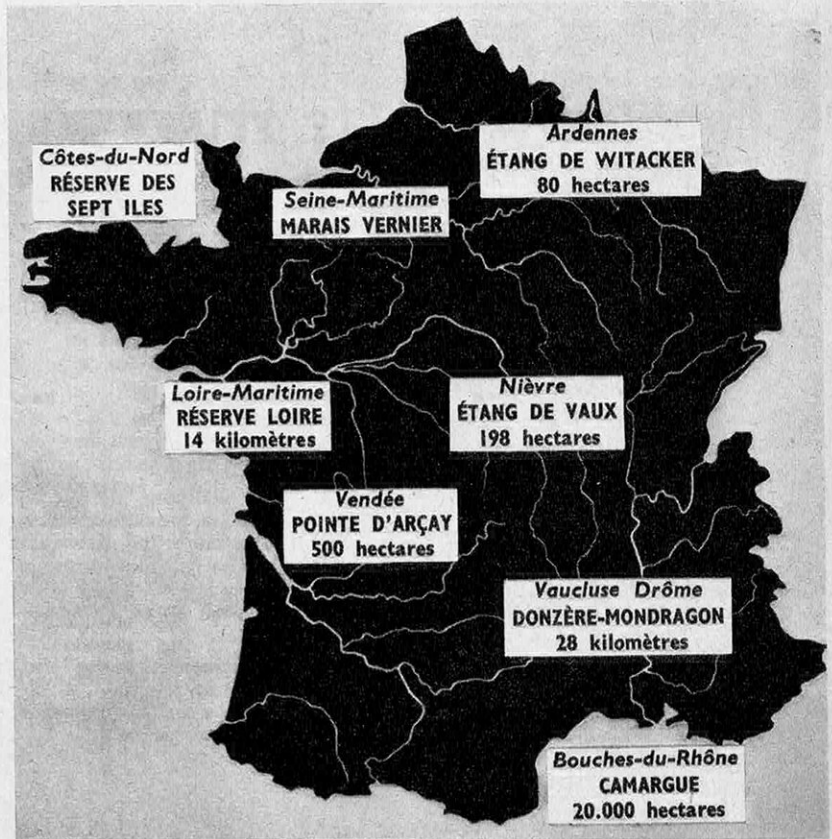 Côtes-du-Nord
RÉSERVE DES
SEPT ILES
Seine-Maritime
MARAIS VERNIER
Ardennes
ÉTANG DE WITACKER
80 hectares
Loire-Maritime
RÉSERVE LOIRE
14 kilomètres
Nièvre
ÉTANG DE VAUX
198 hectares
Vendée
POINTE D'ARÇAY
500 hectares
Vaucluse Drôme
DONZÈRE-MONDRAGON
28 kilomètres
Bouches-du-Rhône
CAMARGUE
20.000 hectares